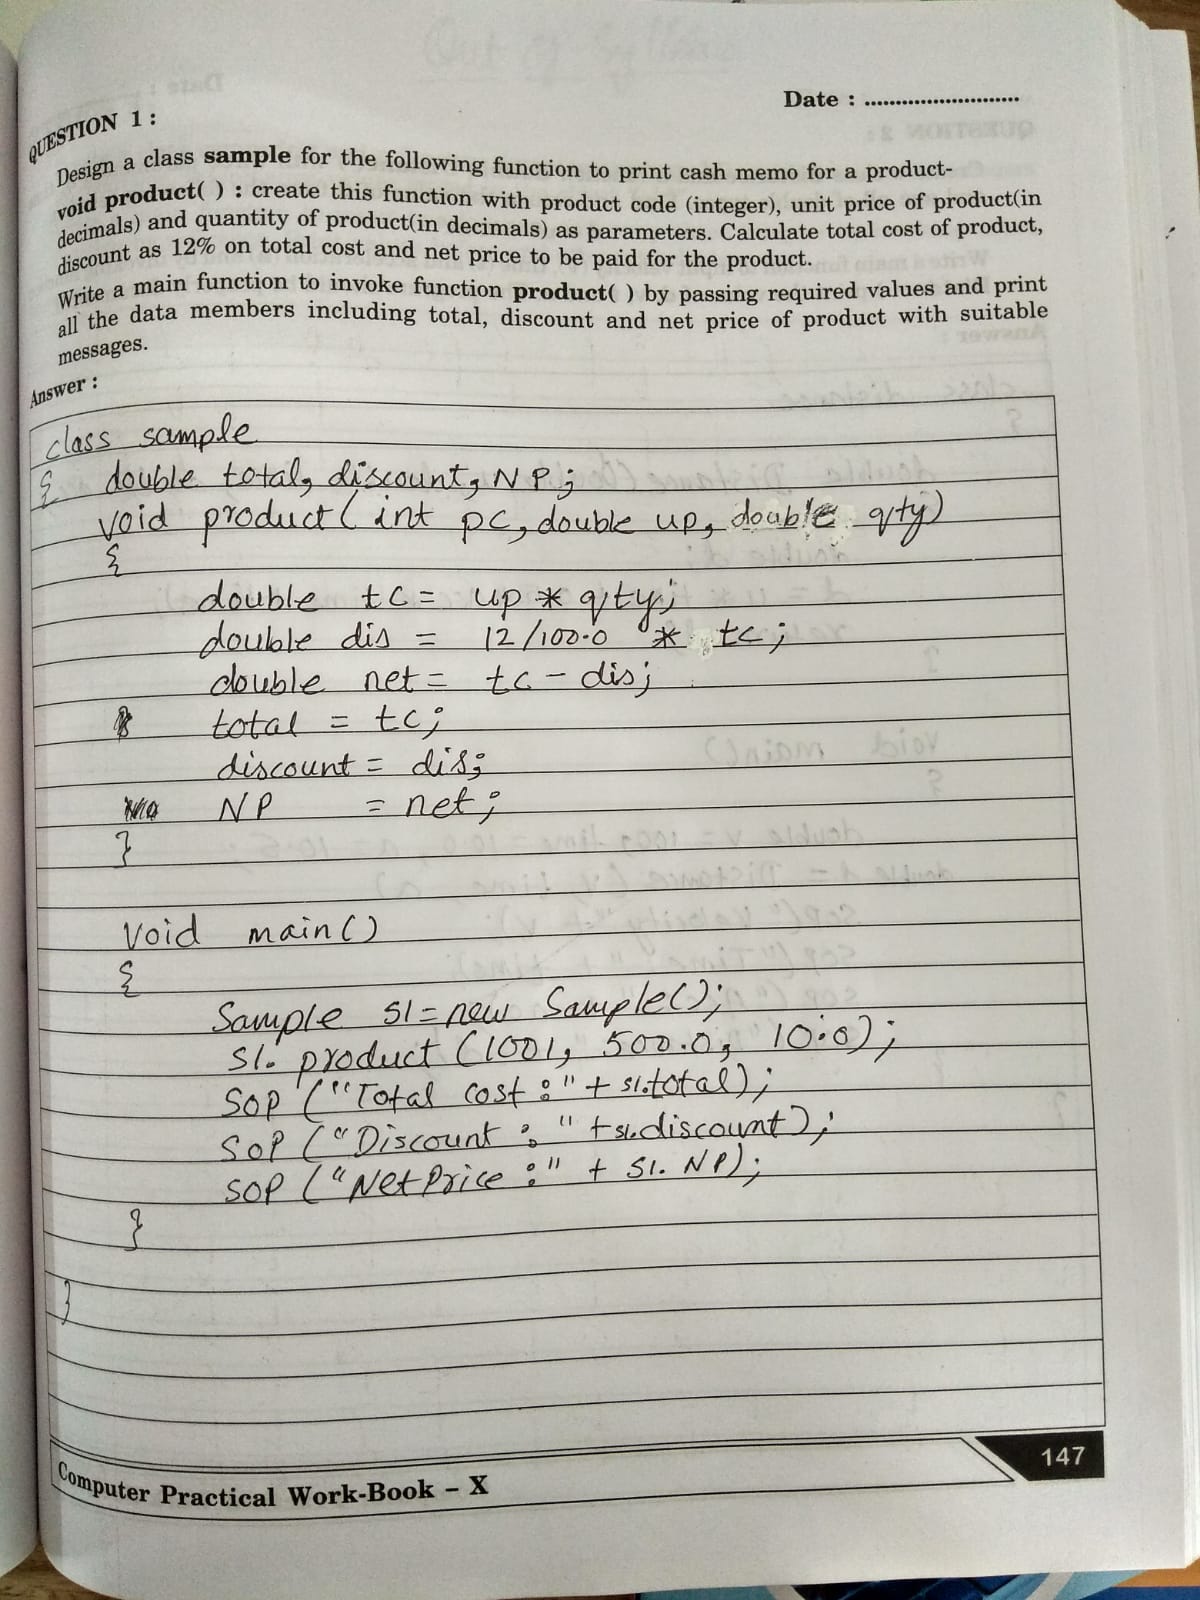 Date : ..........................
QUESTION 1 :
Design a class sample for the following function to print cash memo for a product-
void product( ) : create this function with product code (integer), unit price of product(in
decimals) and quantity of product(in decimals) as parameters. Calculate total cost of product,
discount as 12% on total cost and net price to be paid for the product.
Write a main function to invoke function product( ) by passing required values and print
all the data members including total, discount and net price of product with suitable
messages.
Answer :
class sample
{ double total, discount, NP;
void product( int pc, double up, double qty)
{
double tc = up * qty;
double dis = 12/100.0 * tc;
double net = tc - dis;
total = tc;
discount = dis;
NP = net;
}
void main()
{
Sample s1 = new Sample();
s1. product (1001, 500.0, 10.0);
SOP ("Total cost :" + s1.total);
SOP ("Discount : " + s1.discount);
SOP ("Net Price :" + s1. NP);
}
}
Computer Practical Work-Book – X
147